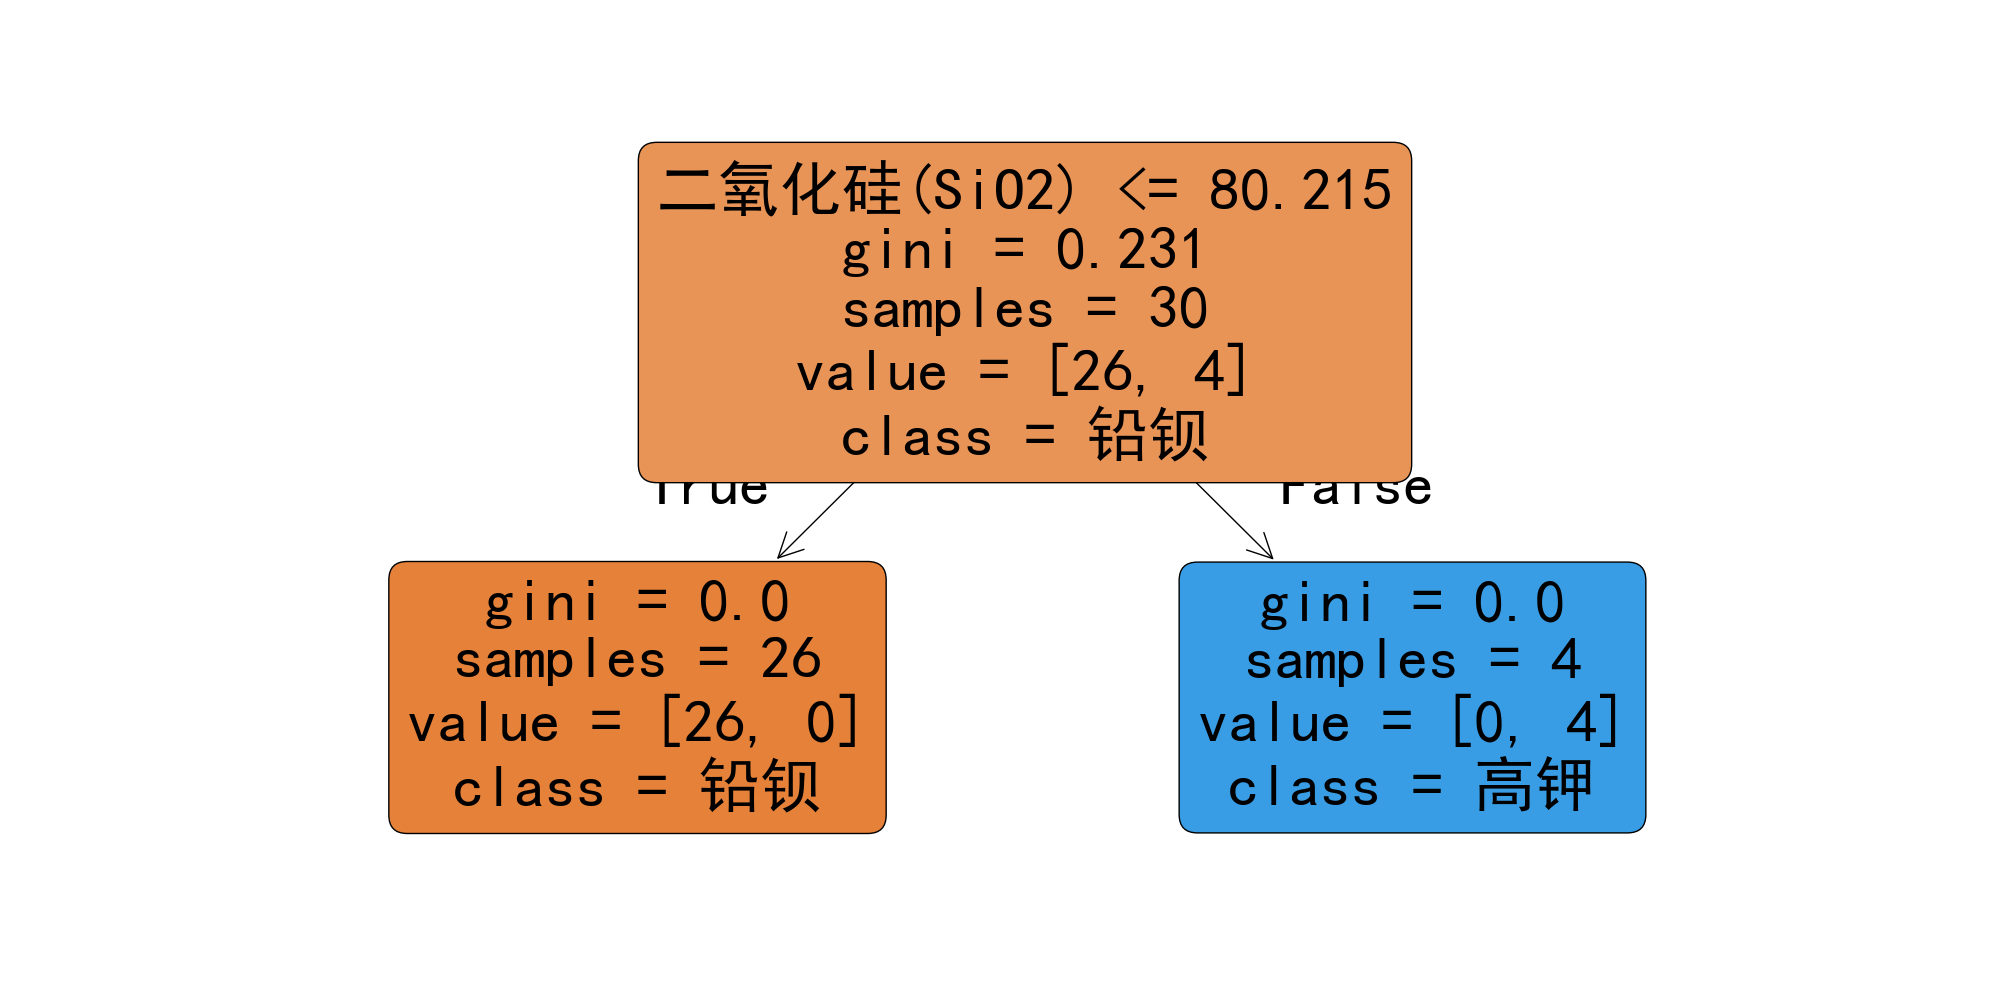 二氧化硅(SiO2) <= 80.215
gini = 0.231
samples = 30
value = [26, 4]
class = 铅钡
True
False
gini = 0.0
samples = 26
value = [26, 0]
class = 铅钡
gini = 0.0
samples = 4
value = [0, 4]
class = 高钾